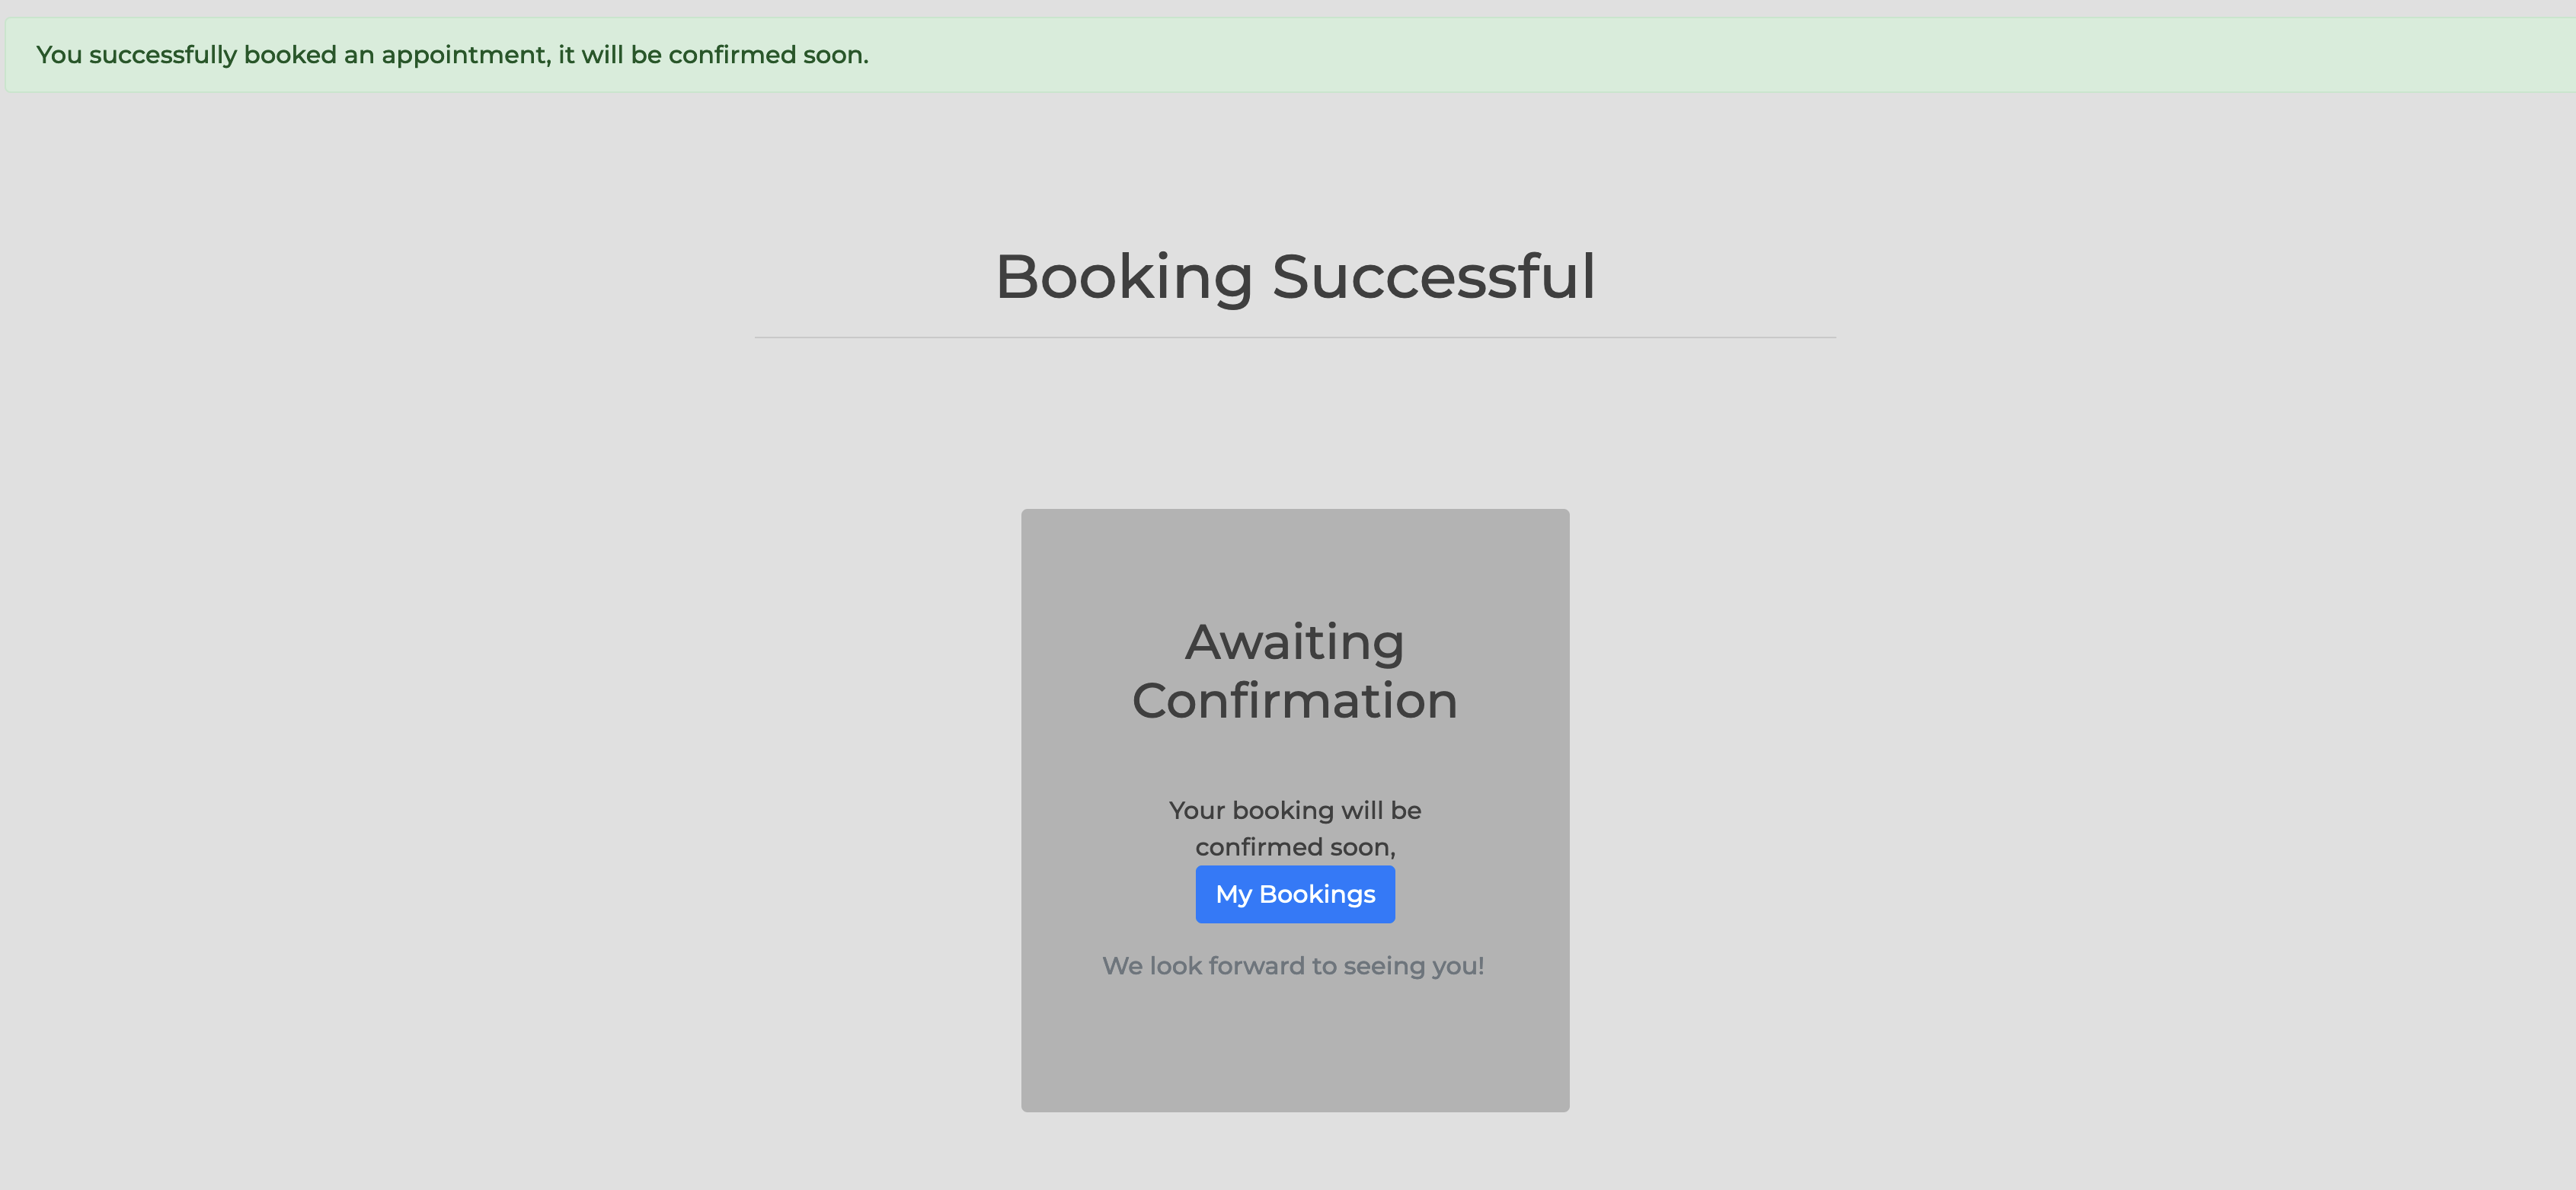 You successfully booked an appointment, it will be confirmed soon.
Booking Successful
Awaiting
Confirmation
Your booking will be
confirmed soon,
My Bookings
We look forward to seeing you!